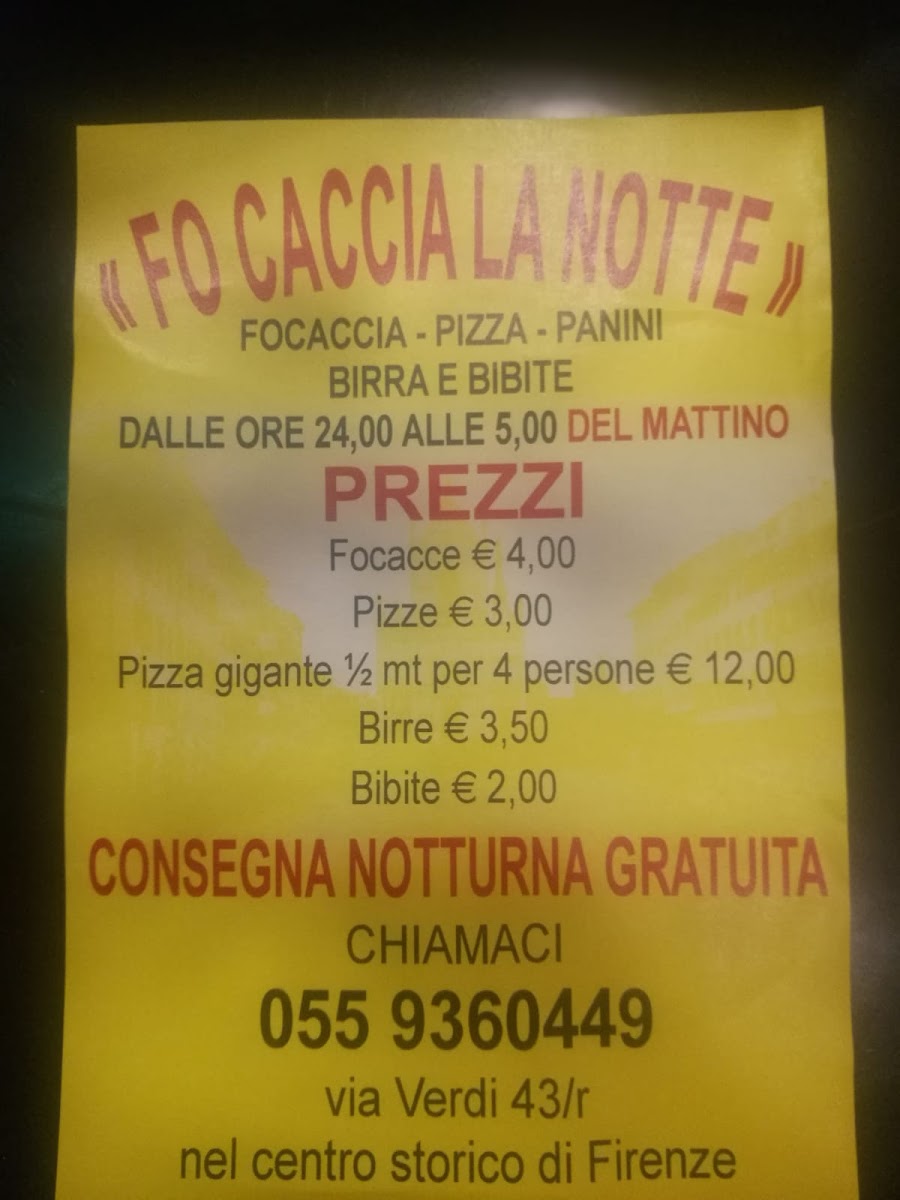 « FO CACCIA LA NOTTE »
FOCACCIA - PIZZA - PANINI
BIRRA E BIBITE
DALLE ORE 24,00 ALLE 5,00 DEL MATTINO
PREZZI
Focacce € 4,00
Pizze € 3,00
Pizza gigante ½ mt per 4 persone € 12,00
Birre € 3,50
Bibite € 2,00
CONSEGNA NOTTURNA GRATUITA
CHIAMACI
055 9360449
via Verdi 43/r
nel centro storico di Firenze